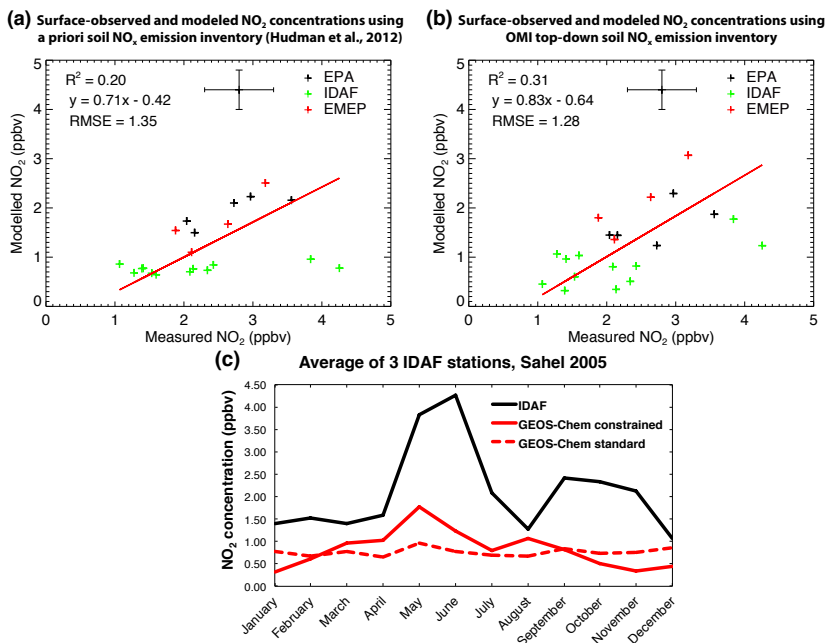 (a) Surface-observed and modeled NO₂ concentrations using
a priori soil NOₓ emission inventory (Hudman et al., 2012)
R² = 0.20
y = 0.71x - 0.42
RMSE = 1.35
EPA
IDAF
EMEP
5
4
3
2
1
0
Modelled NO₂ (ppbv)
0
1
2
3
4
5
Measured NO₂ (ppbv)
(b) Surface-observed and modeled NO₂ concentrations using
OMI top-down soil NOₓ emission inventory
R² = 0.31
y = 0.83x - 0.64
RMSE = 1.28
EPA
IDAF
EMEP
5
4
3
2
1
0
Modelled NO₂ (ppbv)
0
1
2
3
4
5
Measured NO₂ (ppbv)
(c) Average of 3 IDAF stations, Sahel 2005
IDAF
GEOS-Chem constrained
GEOS-Chem standard
4.50
4.00
3.50
3.00
2.50
2.00
1.50
1.00
0.50
0.00
NO₂ concentration (ppbv)
January
February
March
April
May
June
July
August
September
October
November
December